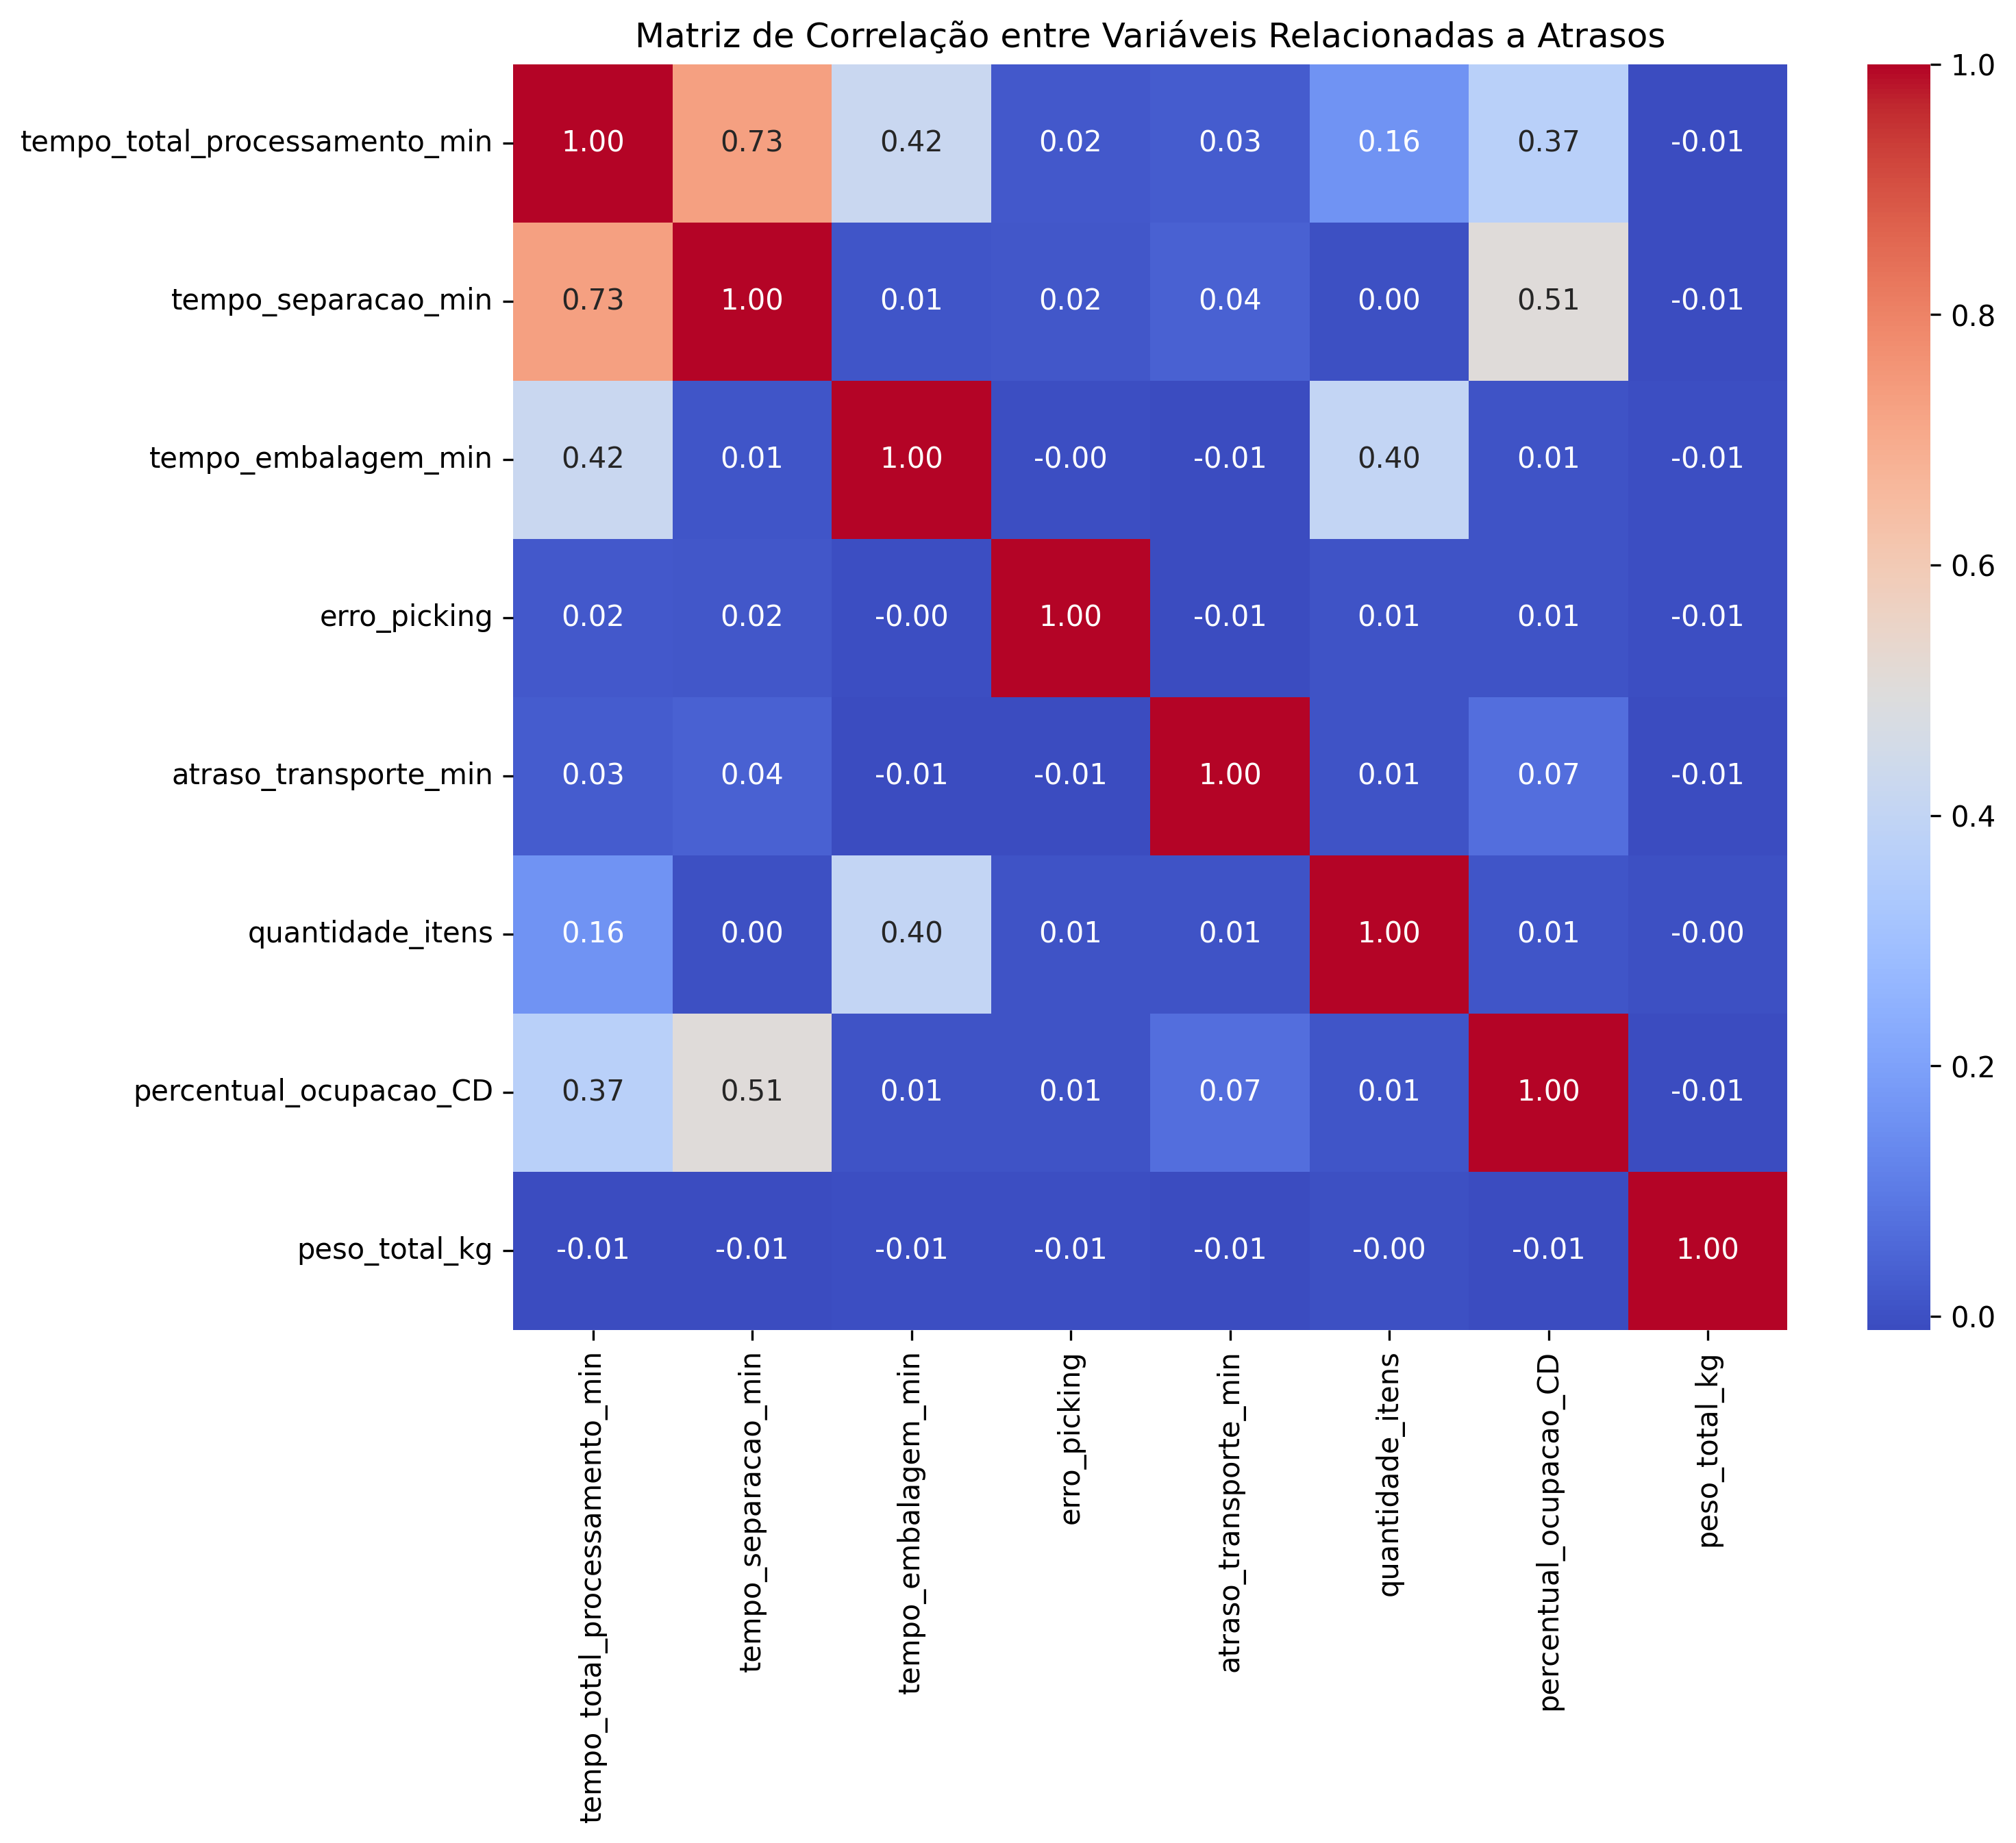 Matriz de Correlação entre Variáveis Relacionadas a Atrasos
tempo_total_processamento_min 1.00 0.73 0.42 0.02 0.03 0.16 0.37 -0.01
tempo_separacao_min 0.73 1.00 0.01 0.02 0.04 0.00 0.51 -0.01
tempo_embalagem_min 0.42 0.01 1.00 -0.00 -0.01 0.40 0.01 -0.01
erro_picking 0.02 0.02 -0.00 1.00 -0.01 0.01 0.01 -0.01
atraso_transporte_min 0.03 0.04 -0.01 -0.01 1.00 0.01 0.07 -0.01
quantidade_itens 0.16 0.00 0.40 0.01 0.01 1.00 0.01 -0.00
percentual_ocupacao_CD 0.37 0.51 0.01 0.01 0.07 0.01 1.00 -0.01
peso_total_kg -0.01 -0.01 -0.01 -0.01 -0.01 -0.00 -0.01 1.00
tempo_total_processamento_min
tempo_separacao_min
tempo_embalagem_min
erro_picking
atraso_transporte_min
quantidade_itens
percentual_ocupacao_CD
peso_total_kg
1.0
0.8
0.6
0.4
0.2
0.0